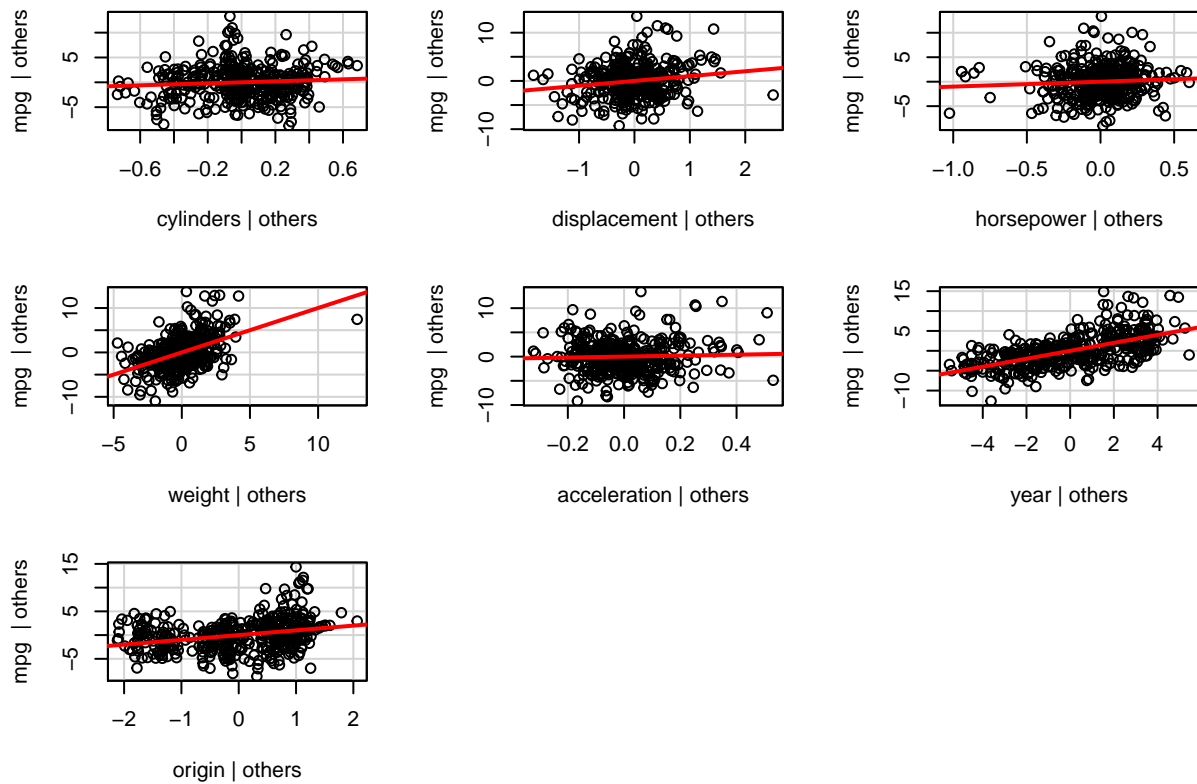 mpg | others
−5 5
−0.6 −0.2 0.2 0.6
cylinders | others
mpg | others
−10 0 10
−1 0 1 2
displacement | others
mpg | others
−5 5
−1.0 0.0 0.5
horsepower | others
mpg | others
−10 0 10
−5 0 5 10
weight | others
mpg | others
−10 0 10
−0.2 0.0 0.2 0.4
acceleration | others
mpg | others
−10 5 15
−4 −2 0 2 4
year | others
mpg | others
−5 5 15
−2 −1 0 1 2
origin | others